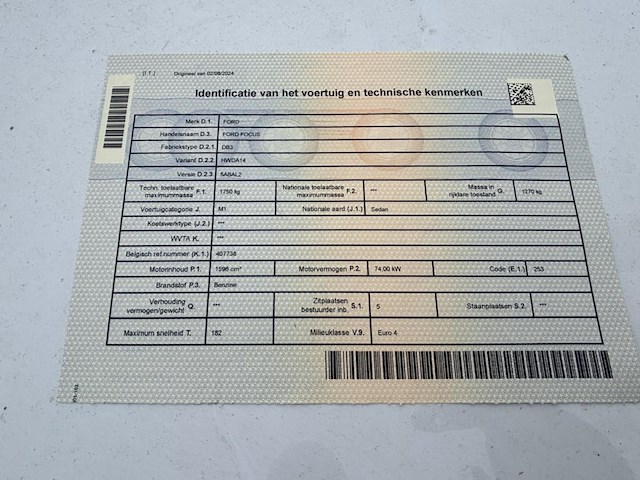 (I.T.) Origineel van 02/08/2024
Identificatie van het voertuig en technische kenmerken
Merk D.1. FORD
Handelsnaam D.3. FORD FOCUS
Fabriekstype D.2.1. DB3
Variant D.2.2. HWDA14
Versie D.2.3. 5ABAL2
Techn. toelaatbare maximummassa F.1. 1750 kg Nationale toelaatbare maximummassa F.2. *** Massa in rijklare toestand G. 1270 kg
Voertuigcategorie J. M1 Nationale aard (J.1.) Sedan
Koetswerktype (J.2.) ***
WVTA K. ***
Belgisch ref.nummer (K.1.) 407738
Motorinhoud P.1. 1596 cm³ Motorvermogen P.2. 74,00 kW Code (E.1.) 253
Brandstof P.3. Benzine
Verhouding vermogen/gewicht Q. *** Zitplaatsen bestuurder inb. S.1. 5 Staanplaatsen S.2. ***
Maximum snelheid T. 182 Milieuklasse V.9. Euro 4